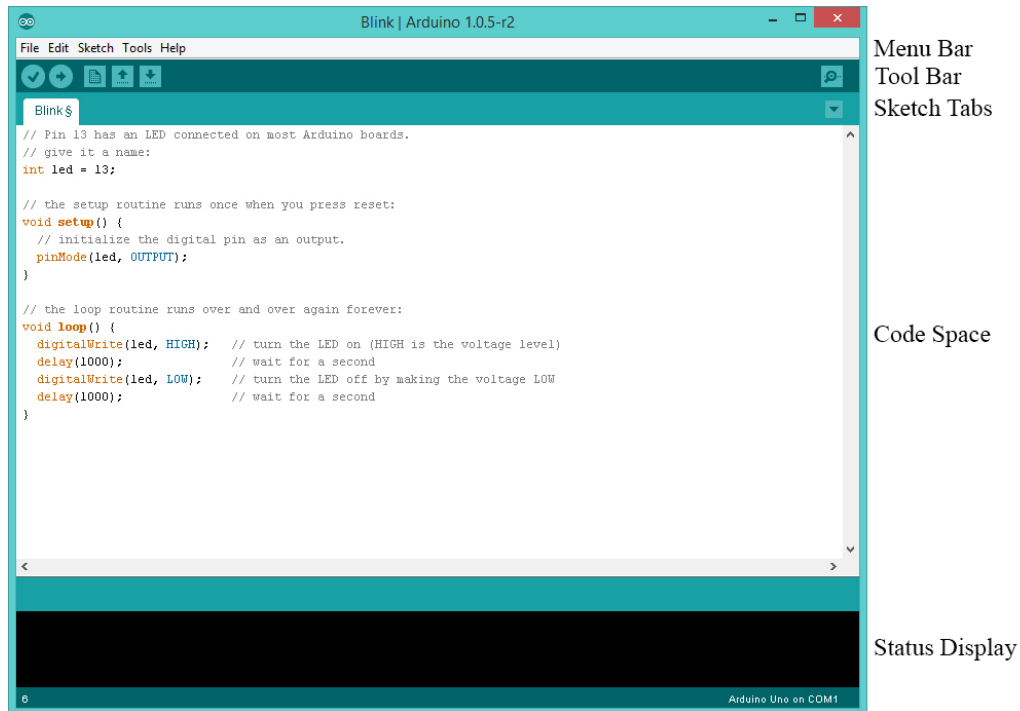 Blink | Arduino 1.0.5-r2
File Edit Sketch Tools Help
Menu Bar
Tool Bar
Blink §
Sketch Tabs
// Pin 13 has an LED connected on most Arduino boards.
// give it a name:
int led = 13;
// the setup routine runs once when you press reset:
void setup() {
  // initialize the digital pin as an output.
  pinMode(led, OUTPUT);
}
// the loop routine runs over and over again forever:
void loop() {
  digitalWrite(led, HIGH);   // turn the LED on (HIGH is the voltage level)
  delay(1000);               // wait for a second
  digitalWrite(led, LOW);    // turn the LED off by making the voltage LOW
  delay(1000);               // wait for a second
}
Code Space
Status Display
6
Arduino Uno on COM1